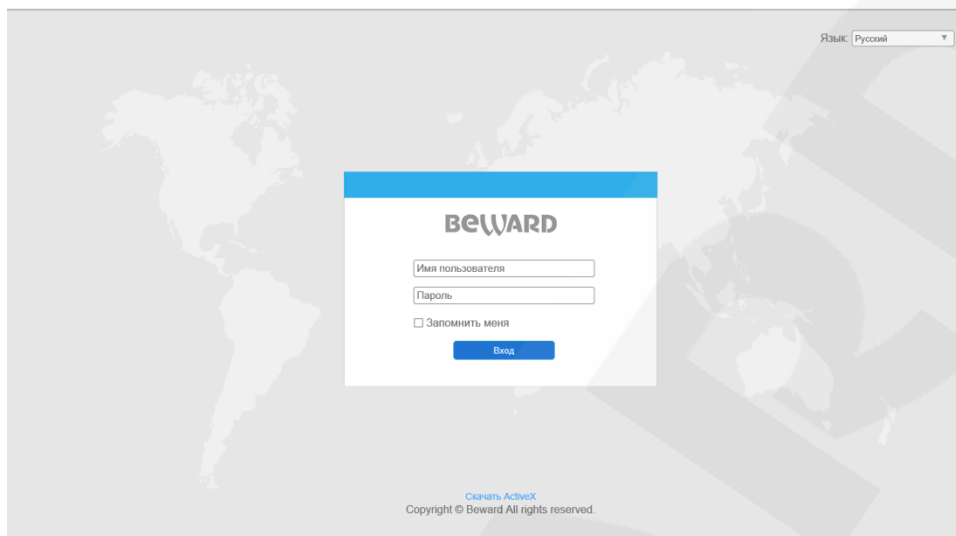 Язык: Русский
BEWARD
Имя пользователя
Пароль
Запомнить меня
Вход
Скачать ActiveX
Copyright © Beward All rights reserved.